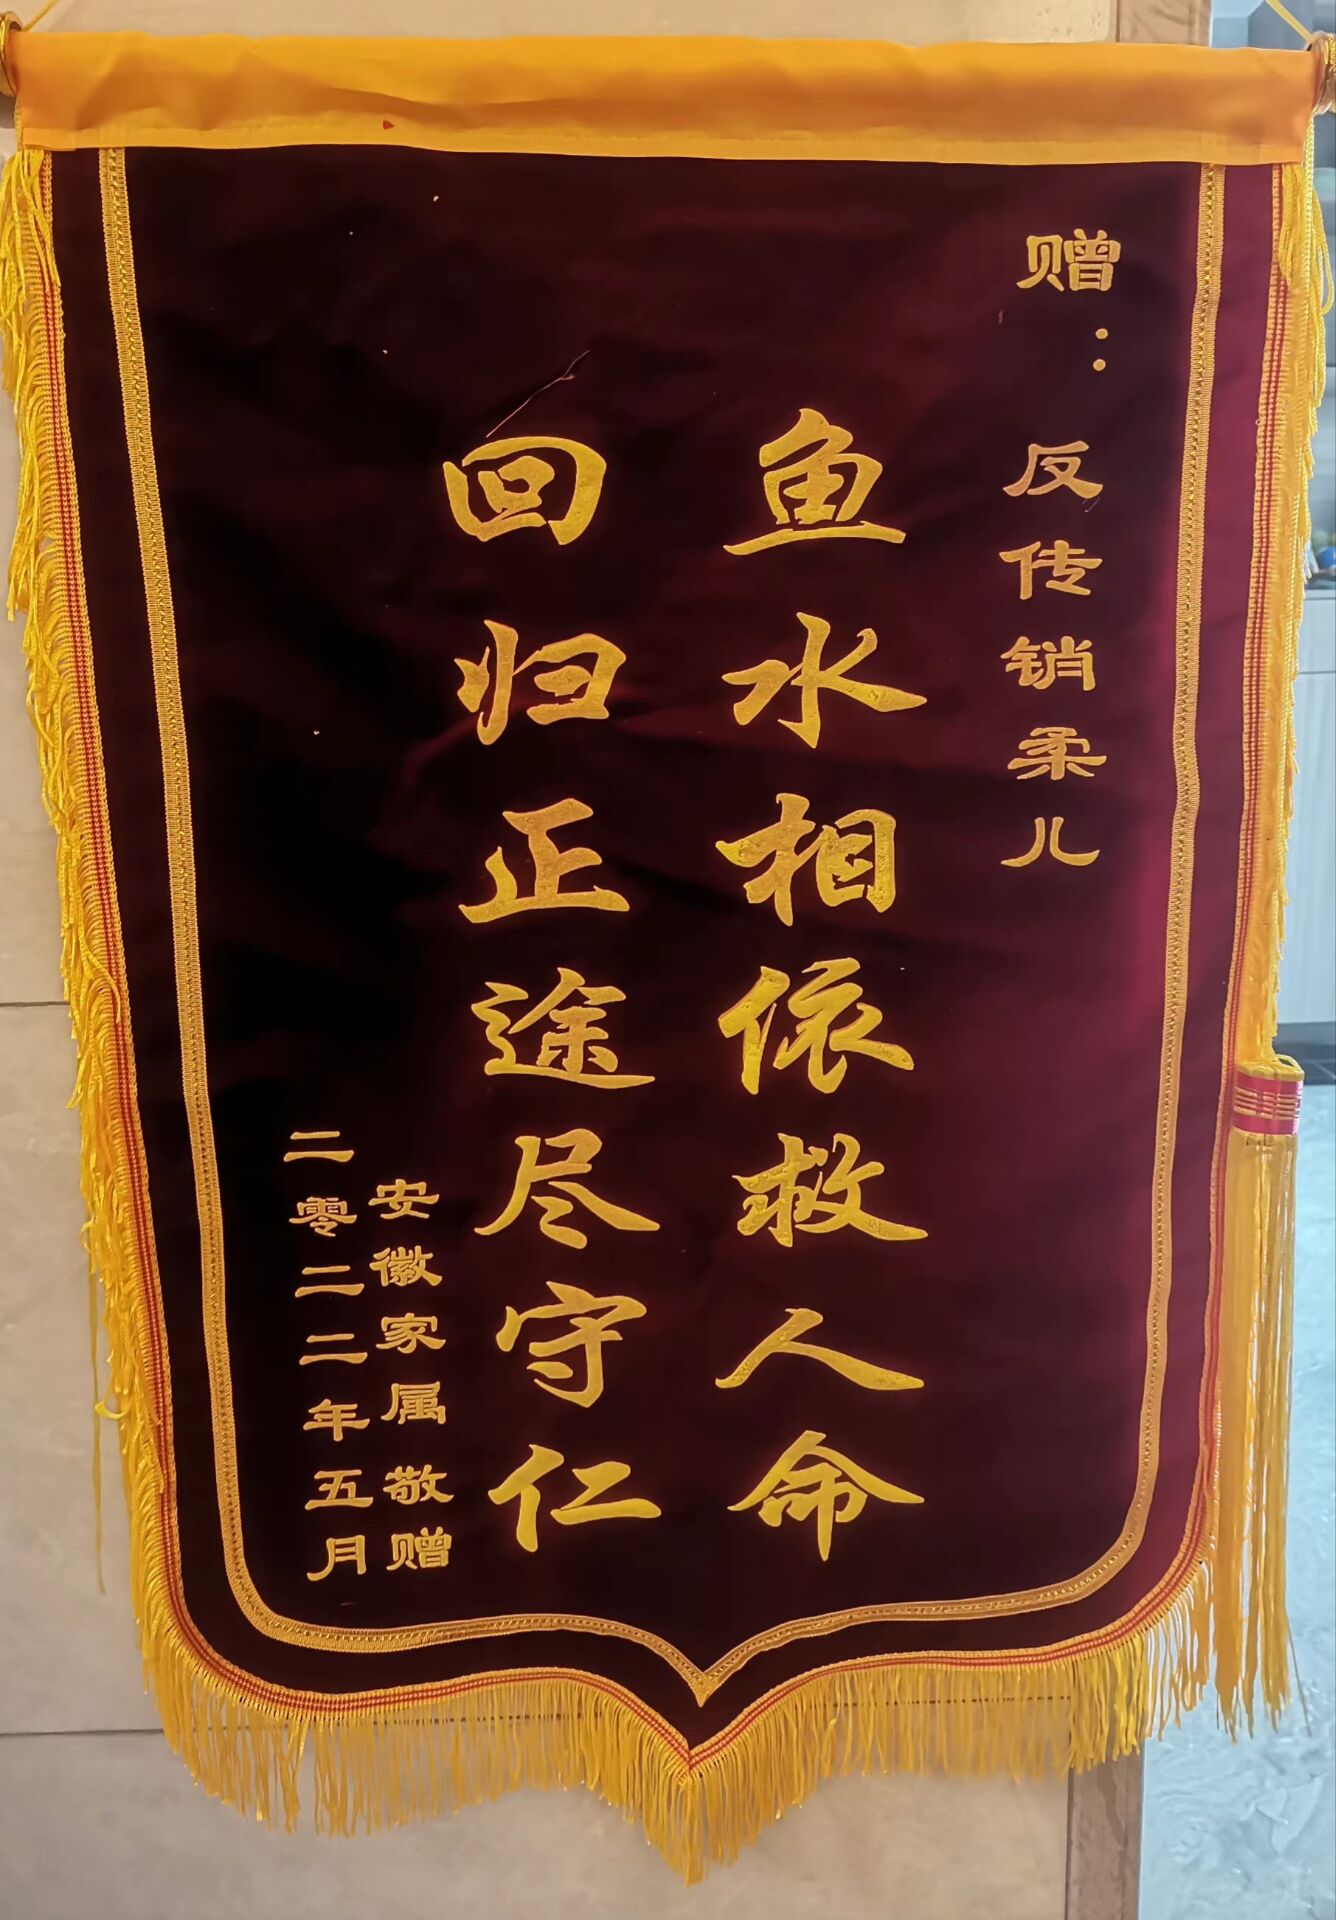 赠：反传销柔儿
鱼水相依救人命
回归正途尽守仁
安徽家属敬赠
二零二二年五月